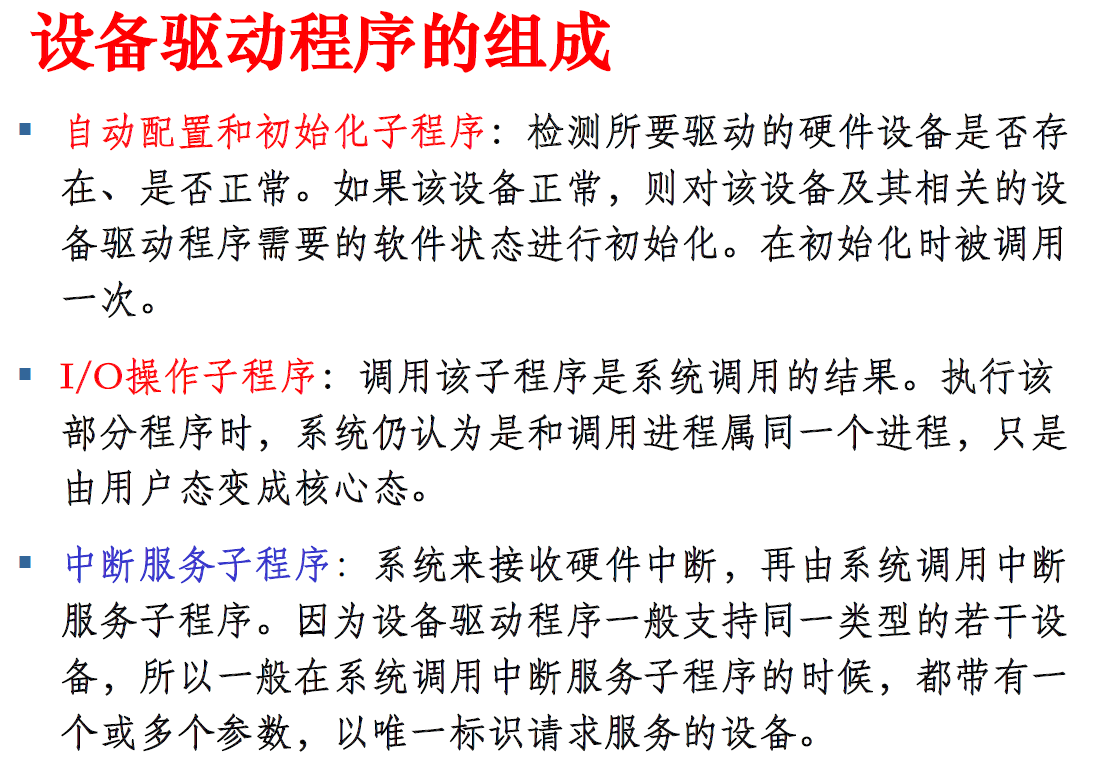 设备驱动程序的组成
自动配置和初始化子程序：检测所要驱动的硬件设备是否存
在、是否正常。如果该设备正常，则对该设备及其相关的设
备驱动程序需要的软件状态进行初始化。在初始化时被调用
一次。
I/O操作子程序：调用该子程序是系统调用的结果。执行该
部分程序时，系统仍认为是和调用进程属同一个进程，只是
由用户态变成核心态。
中断服务子程序：系统来接收硬件中断，再由系统调用中断
服务子程序。因为设备驱动程序一般支持同一类型的若干设
备，所以一般在系统调用中断服务子程序的时候，都带有一
个或多个参数，以唯一标识请求服务的设备。